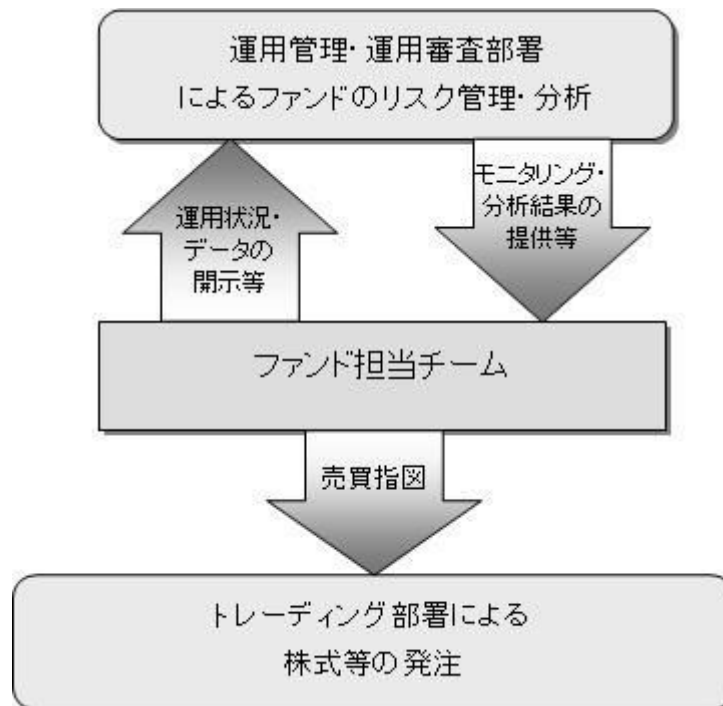 運用管理・運用審査部署
によるファンドのリスク管理・分析
運用状況・
データの
開示等
モニタリング・
分析結果の
提供等
ファンド担当チーム
売買指図
トレーディング部署による
株式等の発注